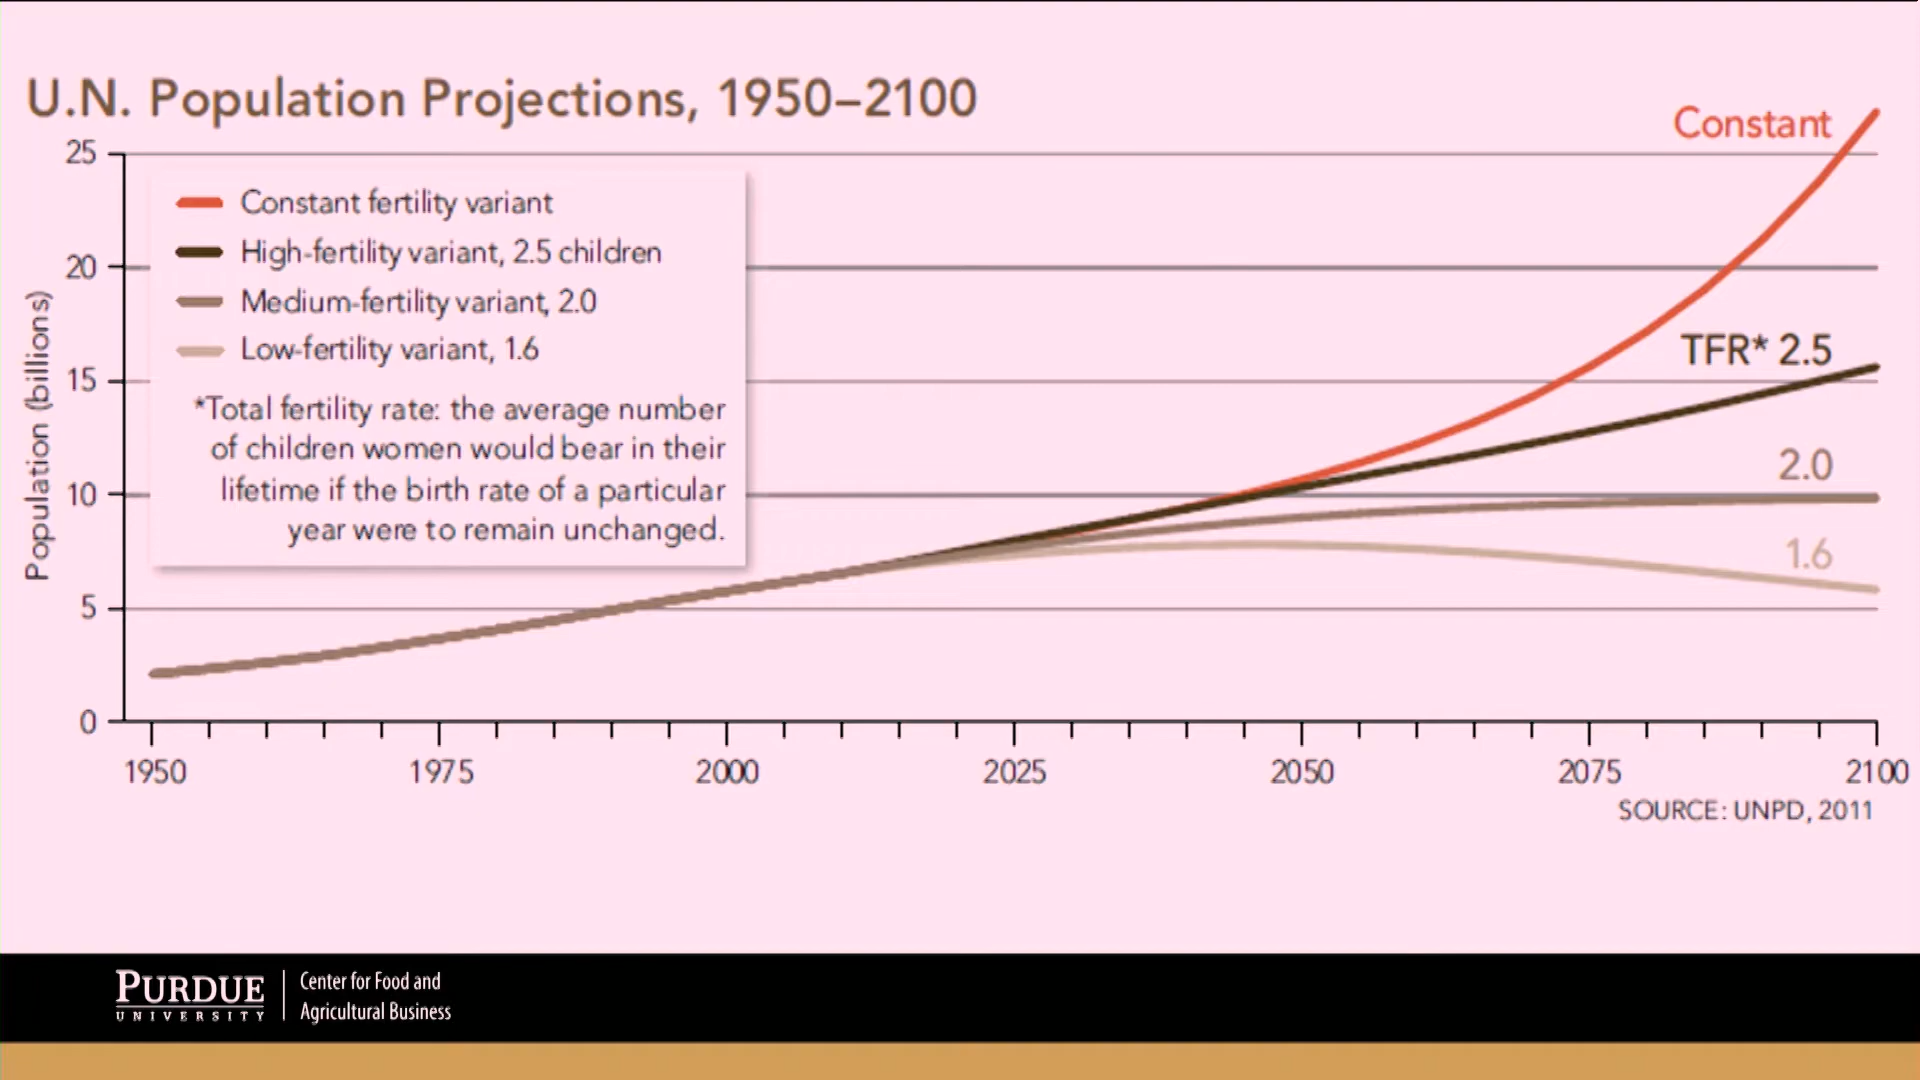 U.N. Population Projections, 1950–2100
Constant
25
Constant fertility variant
High-fertility variant, 2.5 children
20
Medium-fertility variant, 2.0
Low-fertility variant, 1.6
TFR* 2.5
15
*Total fertility rate: the average number
of children women would bear in their
lifetime if the birth rate of a particular
year were to remain unchanged.
2.0
10
1.6
5
0
Population (billions)
1950 1975 2000 2025 2050 2075 2100
SOURCE: UNPD, 2011
PURDUE
UNIVERSITY
Center for Food and
Agricultural Business